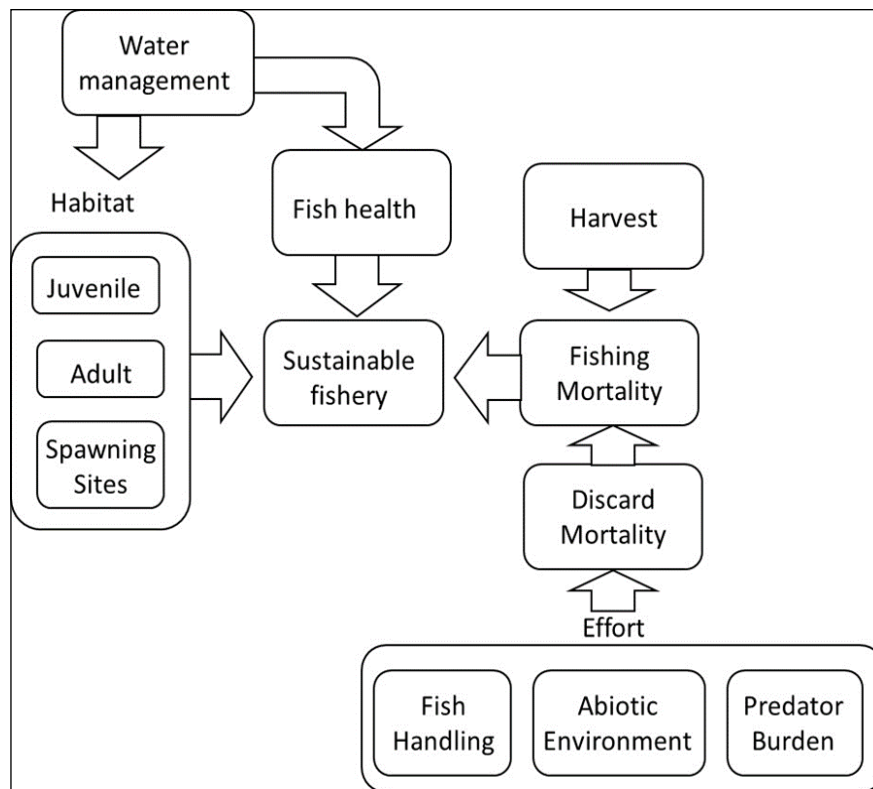 Water
management
Habitat
Juvenile
Adult
Spawning
Sites
Fish health
Sustainable
fishery
Harvest
Fishing
Mortality
Discard
Mortality
Effort
Fish
Handling
Abiotic
Environment
Predator
Burden